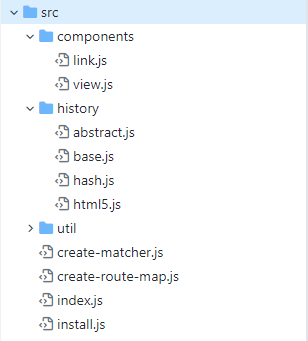 src
components
link.js
view.js
history
abstract.js
base.js
hash.js
html5.js
util
create-matcher.js
create-route-map.js
index.js
install.js